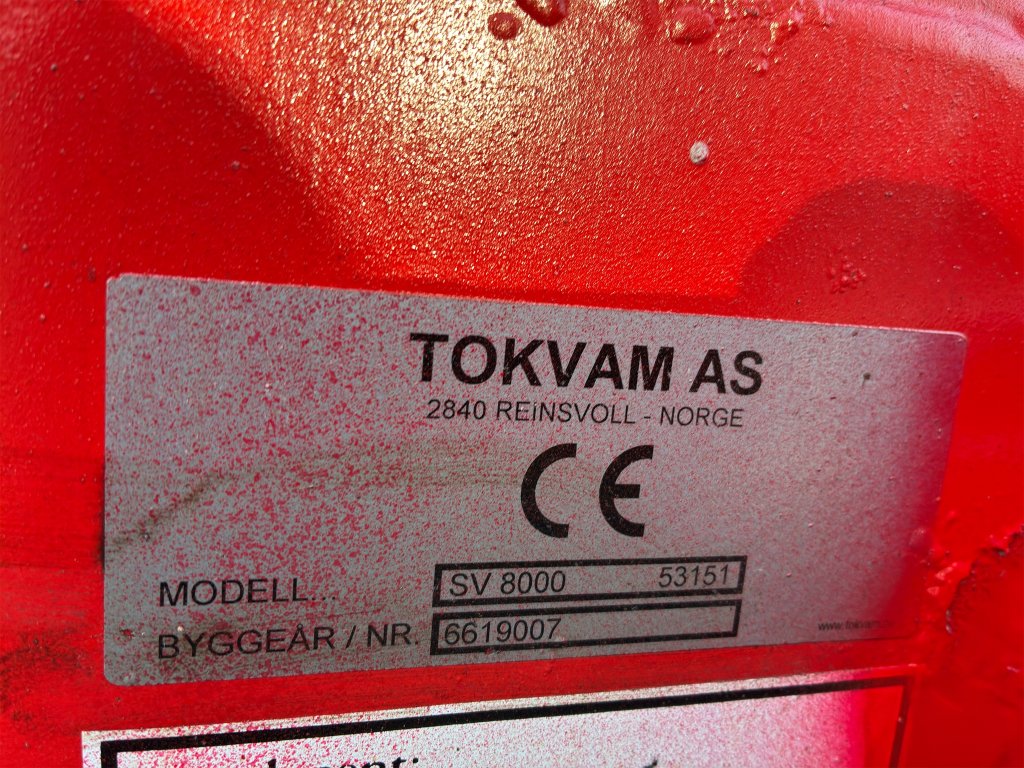 TOKVAM AS
2840 REiNSVOLL - NORGE
CE
MODELL... SV 8000 53151
BYGGEÅR / NR. 6619007